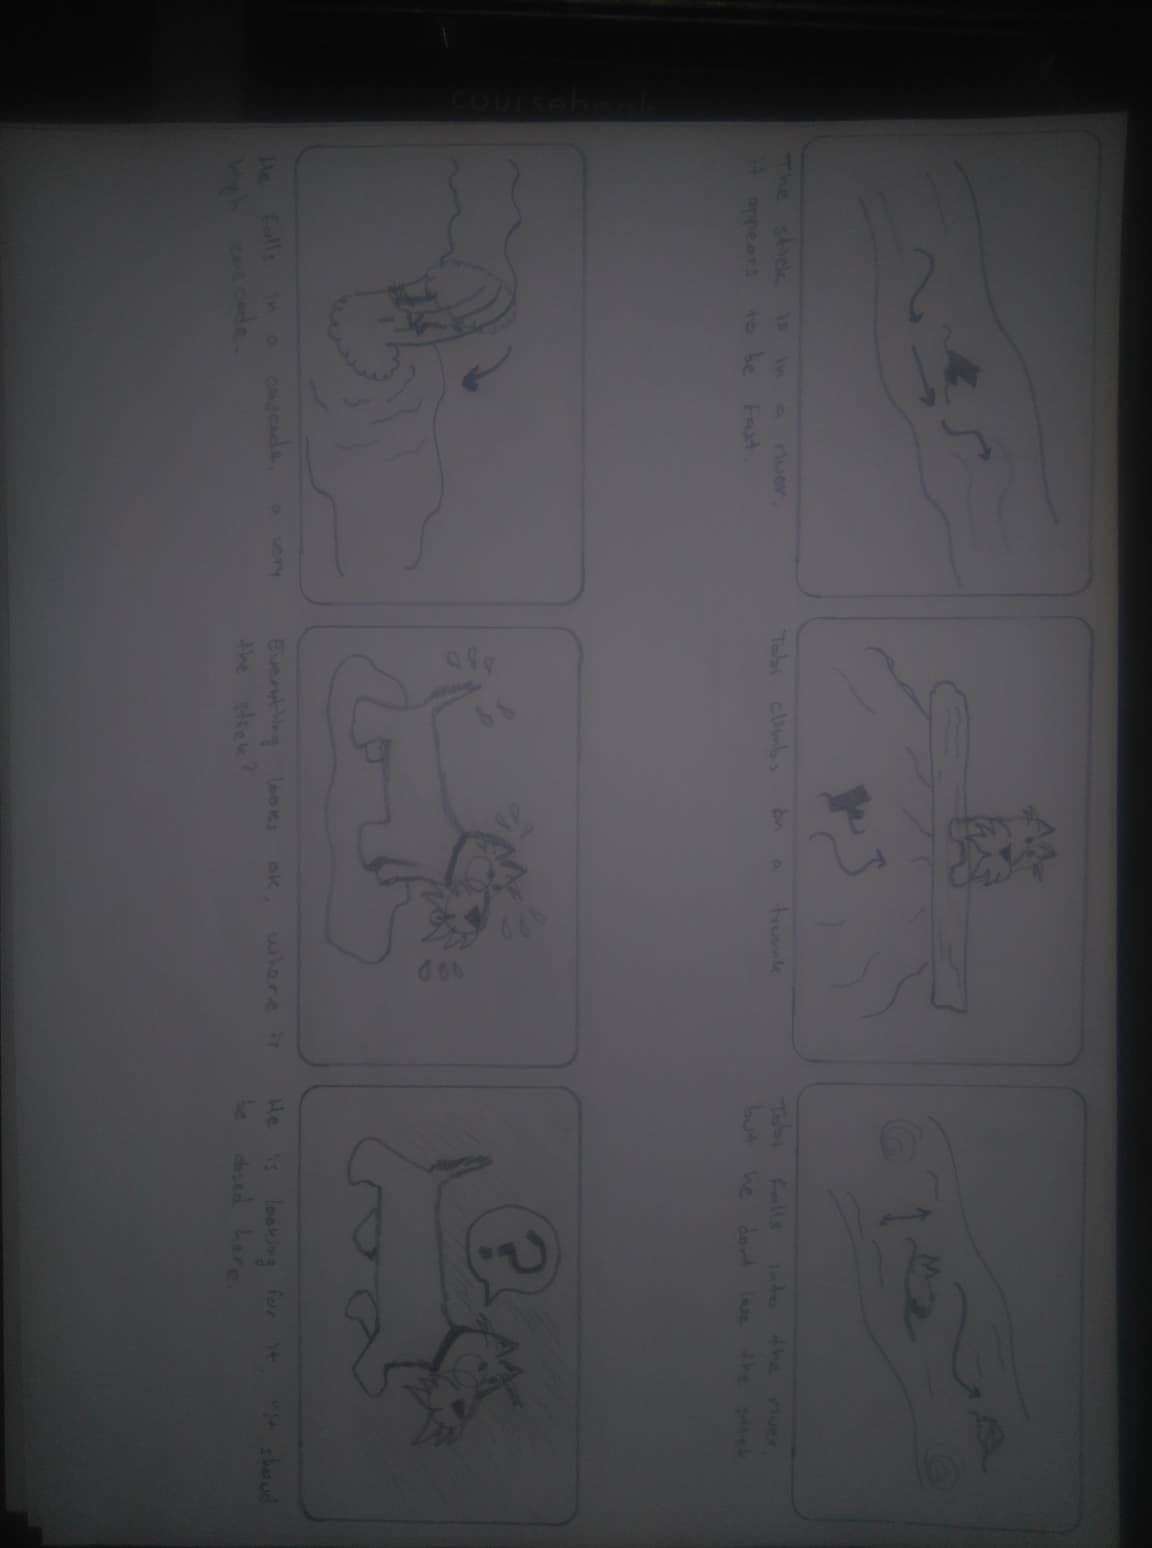 coursebook
The stick is in a river.
It appears to be fast.
Tobi climbs on a trunk
Tobi falls into the river,
but he dont lose the stick
He falls in a cascade, a very
high cascade.
Everything looks ok, where is
the stick?
?
He is looking for it, it should
be around here.